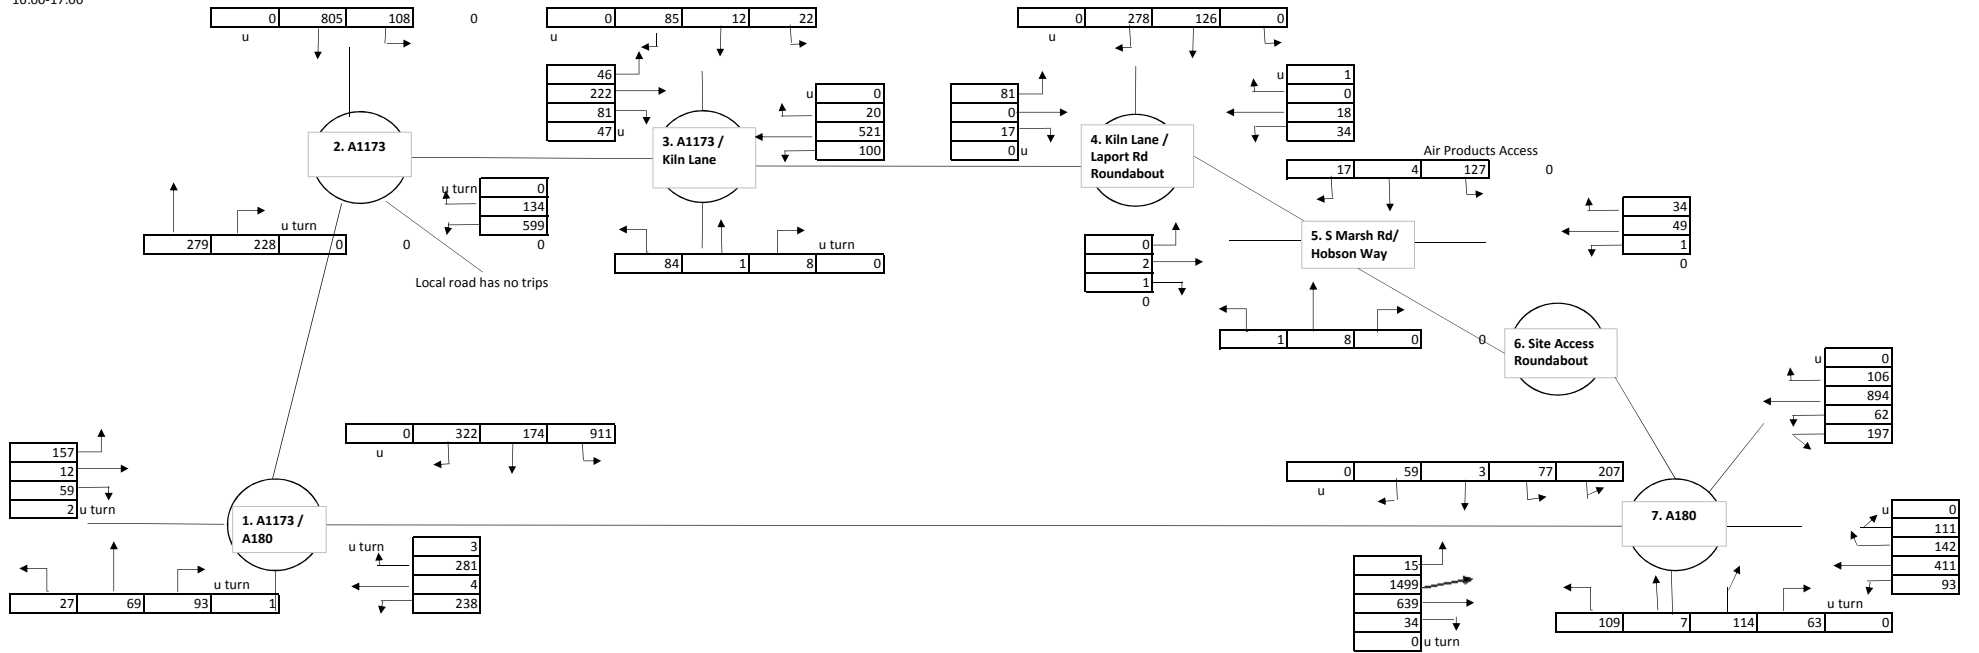 16:00-17:00
0 805 108 0
u
0 85 12 22
u
0 278 126 0
u
46
222
81
47 u
u 0
20
521
100
81
0
17
0 u
u 1
0
18
34
2. A1173
3. A1173 /
Kiln Lane
4. Kiln Lane /
Laport Rd
Roundabout
Air Products Access
17 4 127 0
u turn 0
134
599
0
u turn
279 228 0 0
Local road has no trips
u turn
84 1 8 0
34
49
1
0
5. S Marsh Rd/
Hobson Way
0
2
1
0
1 8 0 0
6. Site Access
Roundabout
u 0
106
894
62
197
0 322 174 911
u
157
12
59
2 u turn
1. A1173 /
A180
u turn 3
281
4
238
u turn
27 69 93 1
0 59 3 77 207
u
7. A180
u 0
111
142
411
93
15
1499
639
34
0 u turn
u turn
109 7 114 63 0